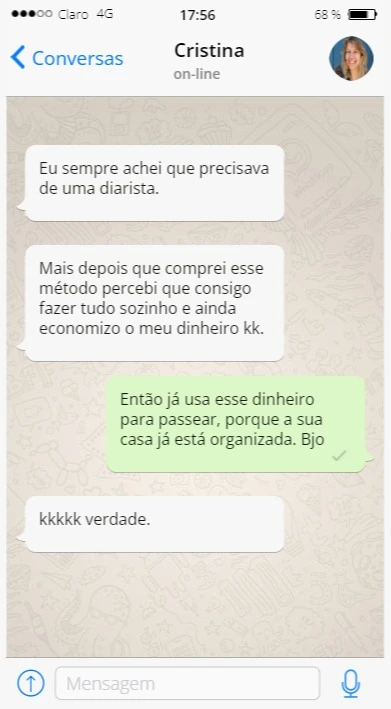 ●●●○○ Claro 4G 17:56 68 %
Conversas
Cristina
on-line
Eu sempre achei que precisava
de uma diarista.
Mais depois que comprei esse
método percebi que consigo
fazer tudo sozinho e ainda
economizo o meu dinheiro kk.
Então já usa esse dinheiro
para passear, porque a sua
casa já está organizada. Bjo
kkkkk verdade.
Mensagem